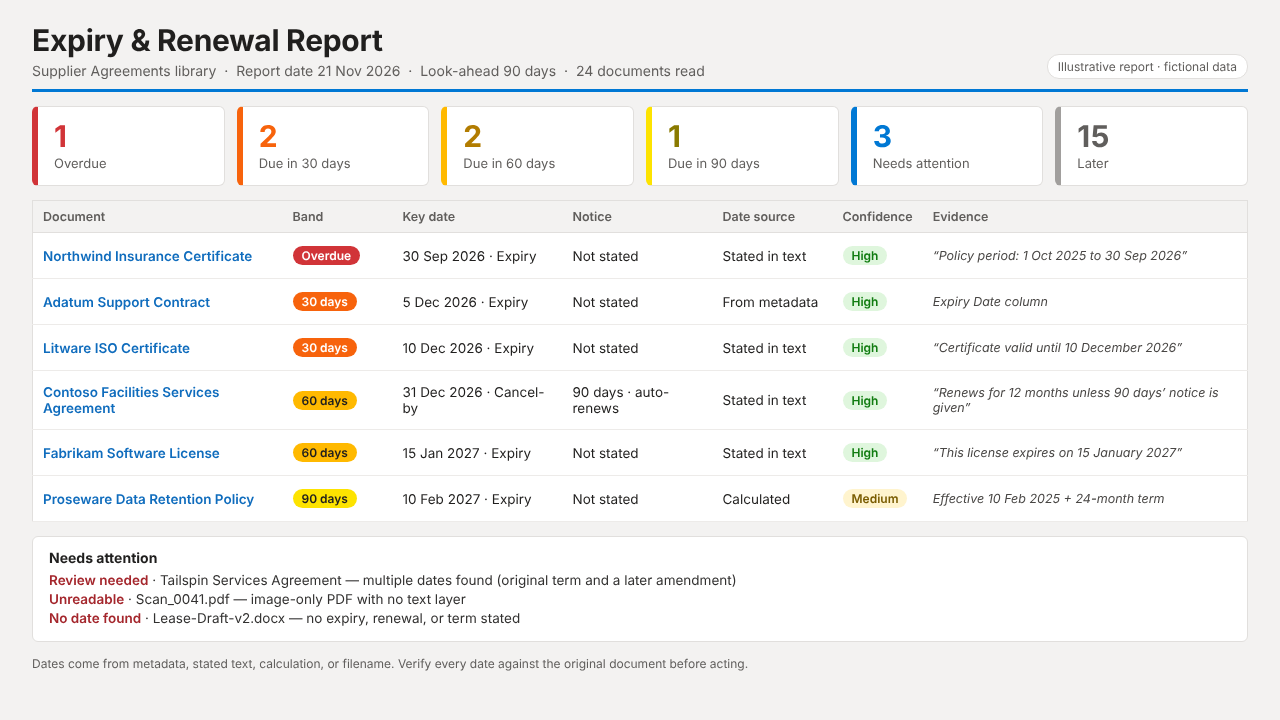 Expiry & Renewal Report
Supplier Agreements library · Report date 21 Nov 2026 · Look-ahead 90 days · 24 documents read
Illustrative report · fictional data
1
Overdue
2
Due in 30 days
2
Due in 60 days
1
Due in 90 days
3
Needs attention
15
Later
Document Band Key date Notice Date source Confidence Evidence
Northwind Insurance Certificate Overdue 30 Sep 2026 · Expiry Not stated Stated in text High “Policy period: 1 Oct 2025 to 30 Sep 2026”
Adatum Support Contract 30 days 5 Dec 2026 · Expiry Not stated From metadata High Expiry Date column
Litware ISO Certificate 30 days 10 Dec 2026 · Expiry Not stated Stated in text High “Certificate valid until 10 December 2026”
Contoso Facilities Services
Agreement
60 days
31 Dec 2026 · Cancel-
by
90 days · auto-
renews
Stated in text
High
“Renews for 12 months unless 90 days’ notice is
given”
Fabrikam Software License 60 days 15 Jan 2027 · Expiry Not stated Stated in text High “This license expires on 15 January 2027”
Proseware Data Retention Policy 90 days 10 Feb 2027 · Expiry Not stated Calculated Medium Effective 10 Feb 2025 + 24-month term
Needs attention
Review needed · Tailspin Services Agreement — multiple dates found (original term and a later amendment)
Unreadable · Scan_0041.pdf — image-only PDF with no text layer
No date found · Lease-Draft-v2.docx — no expiry, renewal, or term stated
Dates come from metadata, stated text, calculation, or filename. Verify every date against the original document before acting.